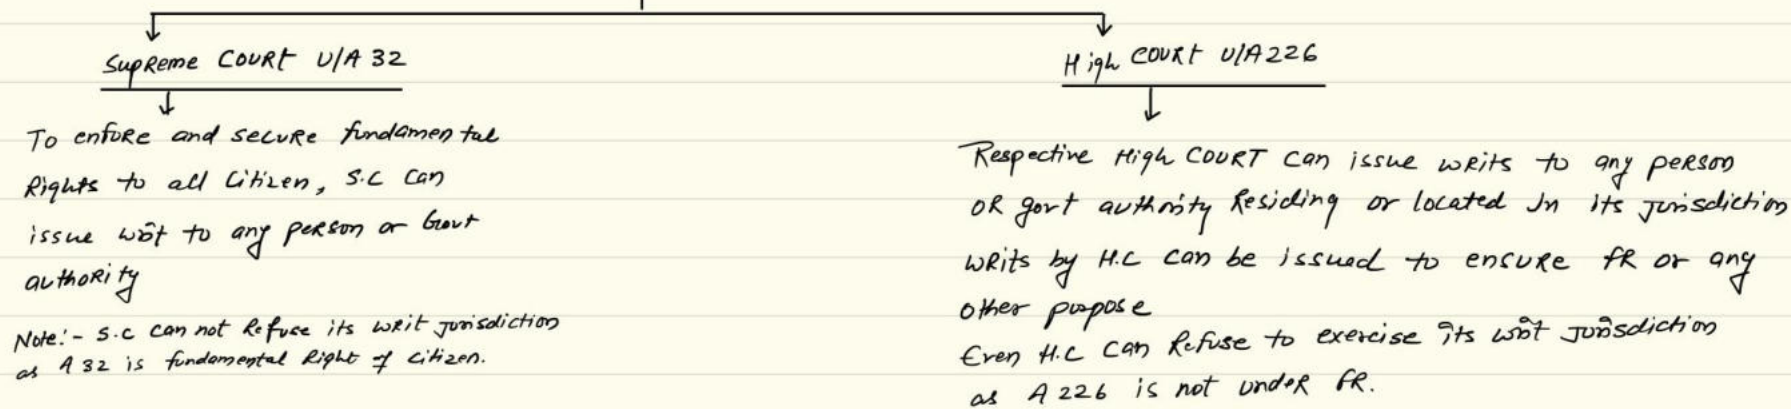 Supreme Court U/A 32
To enfore and secure fundamental
Rights to all Citizen, S.C can
issue writ to any person or Govt
authority
Note:- S.C can not Refuse its writ jurisdiction
as A 32 is fundamental Right of citizen.
High Court U/A 226
Respective High COURT can issue writs to any person
OR govt authority Residing or located In its jurisdiction
writs by H.C can be issued to ensure fR or any
other purpose
Even H.C can Refuse to exercise its writ Jurisdiction
as A 226 is not under fR.